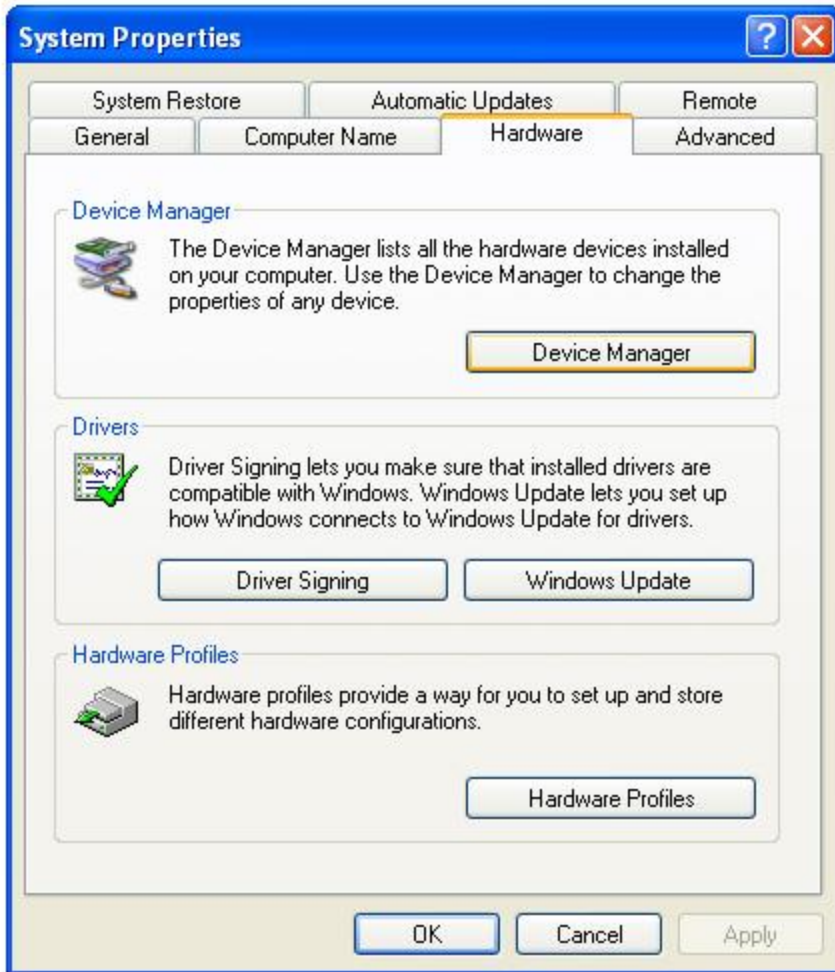 System Properties
System Restore
Automatic Updates
Remote
General
Computer Name
Hardware
Advanced
Device Manager
The Device Manager lists all the hardware devices installed
on your computer. Use the Device Manager to change the
properties of any device.
Device Manager
Drivers
Driver Signing lets you make sure that installed drivers are
compatible with Windows. Windows Update lets you set up
how Windows connects to Windows Update for drivers.
Driver Signing
Windows Update
Hardware Profiles
Hardware profiles provide a way for you to set up and store
different hardware configurations.
Hardware Profiles
OK
Cancel
Apply